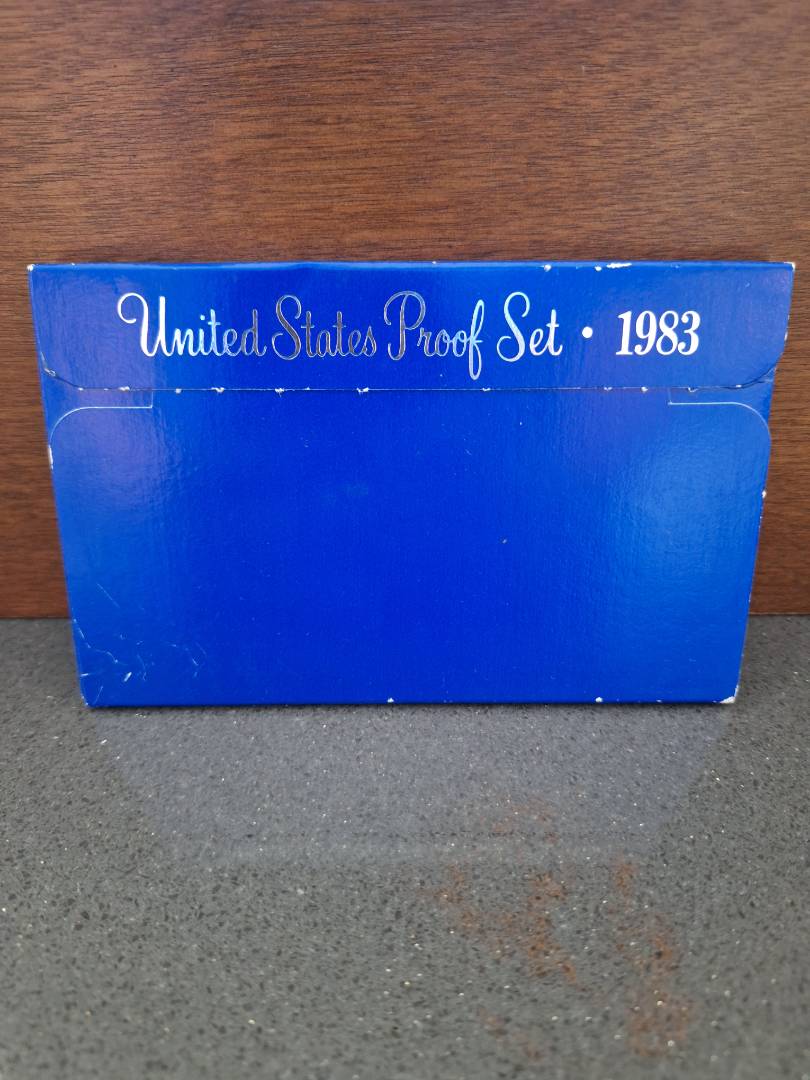 United States Proof Set • 1983